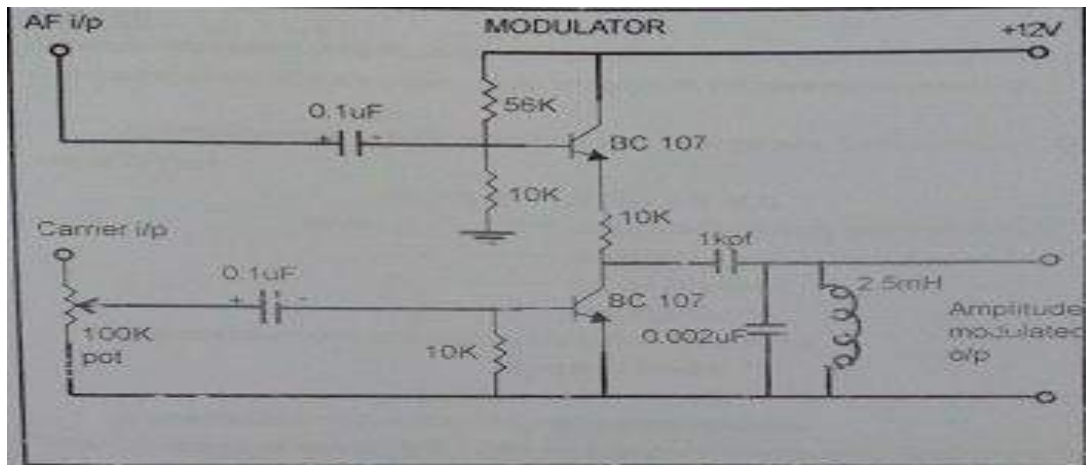 AF i/p
MODULATOR
+12V
0.1uF
56K
+ -
BC 107
10K
10K
Carrier i/p
1kpf
0.1uF
2.5mH
+ -
BC 107
100K
pot
10K
0.002uF
Amplitude
modulated
o/p